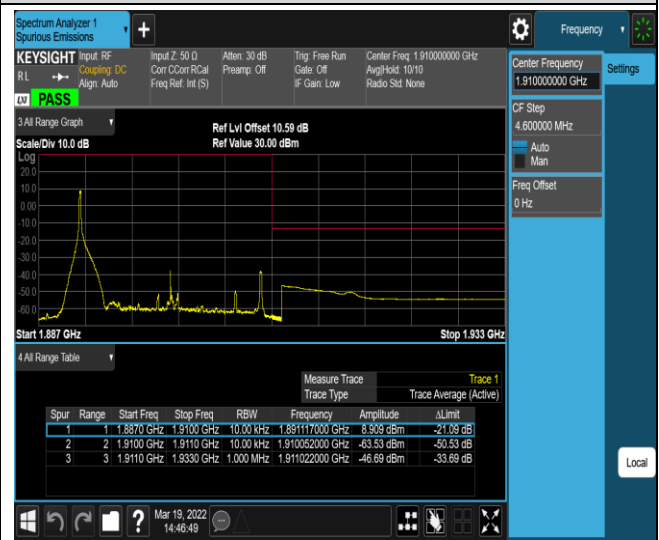 Spectrum Analyzer 1
Spurious Emissions
+
Frequency
KEYSIGHT
RL
PASS
Input: RF
Coupling: DC
Align: Auto
Input Z: 50 Ω
Corr CCorr RCal
Freq Ref: Int (S)
Atten: 30 dB
Preamp: Off
Trig: Free Run
Gate: Off
IF Gain: Low
Center Freq: 1.910000000 GHz
Avg|Hold: 10/10
Radio Std: None
Center Frequency
1.910000000 GHz
Settings
CF Step
4.600000 MHz
Auto
Man
Freq Offset
0 Hz
3 All Range Graph
Scale/Div 10.0 dB
Ref Lvl Offset 10.59 dB
Ref Value 30.00 dBm
Log
20.0
10.0
0.00
-10.0
-20.0
-30.0
-40.0
-50.0
-60.0
Start 1.887 GHz
Stop 1.933 GHz
4 All Range Table
Measure Trace Trace 1
Trace Type Trace Average (Active)
Spur Range Start Freq Stop Freq RBW Frequency Amplitude ΔLimit
1 1 1.8870 GHz 1.9100 GHz 10.00 kHz 1.891117000 GHz 8.909 dBm -21.09 dB
2 2 1.9100 GHz 1.9110 GHz 10.00 kHz 1.910052000 GHz -63.53 dBm -50.53 dB
3 3 1.9110 GHz 1.9330 GHz 1.000 MHz 1.911022000 GHz -46.69 dBm -33.69 dB
Local
?
Mar 19, 2022
14:46:49